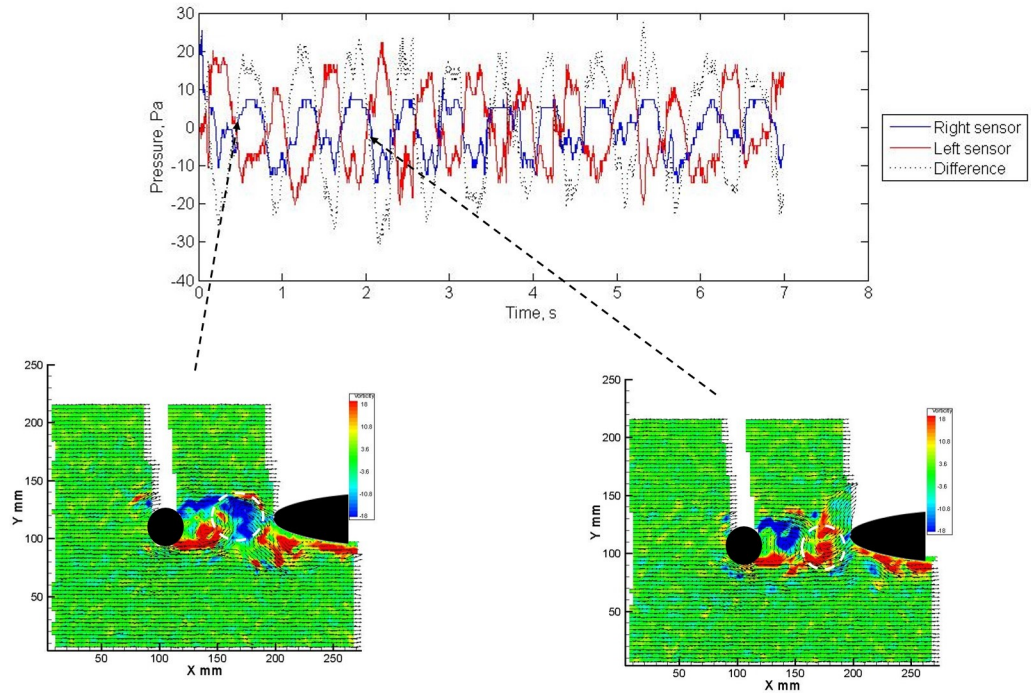 30
20
10
0
-10
-20
-30
-40
Pressure, Pa
0 1 2 3 4 5 6 7 8
Time, s
Right sensor
Left sensor
Difference
250
200
150
100
50
Y mm
50 100 150 200 250
X mm
Vorticity
18
10.8
3.6
-3.6
-10.8
-18
250
200
150
100
50
0
Y mm
50 100 150 200 250
X mm
Vorticity
18
10.8
3.6
-3.6
-10.8
-18